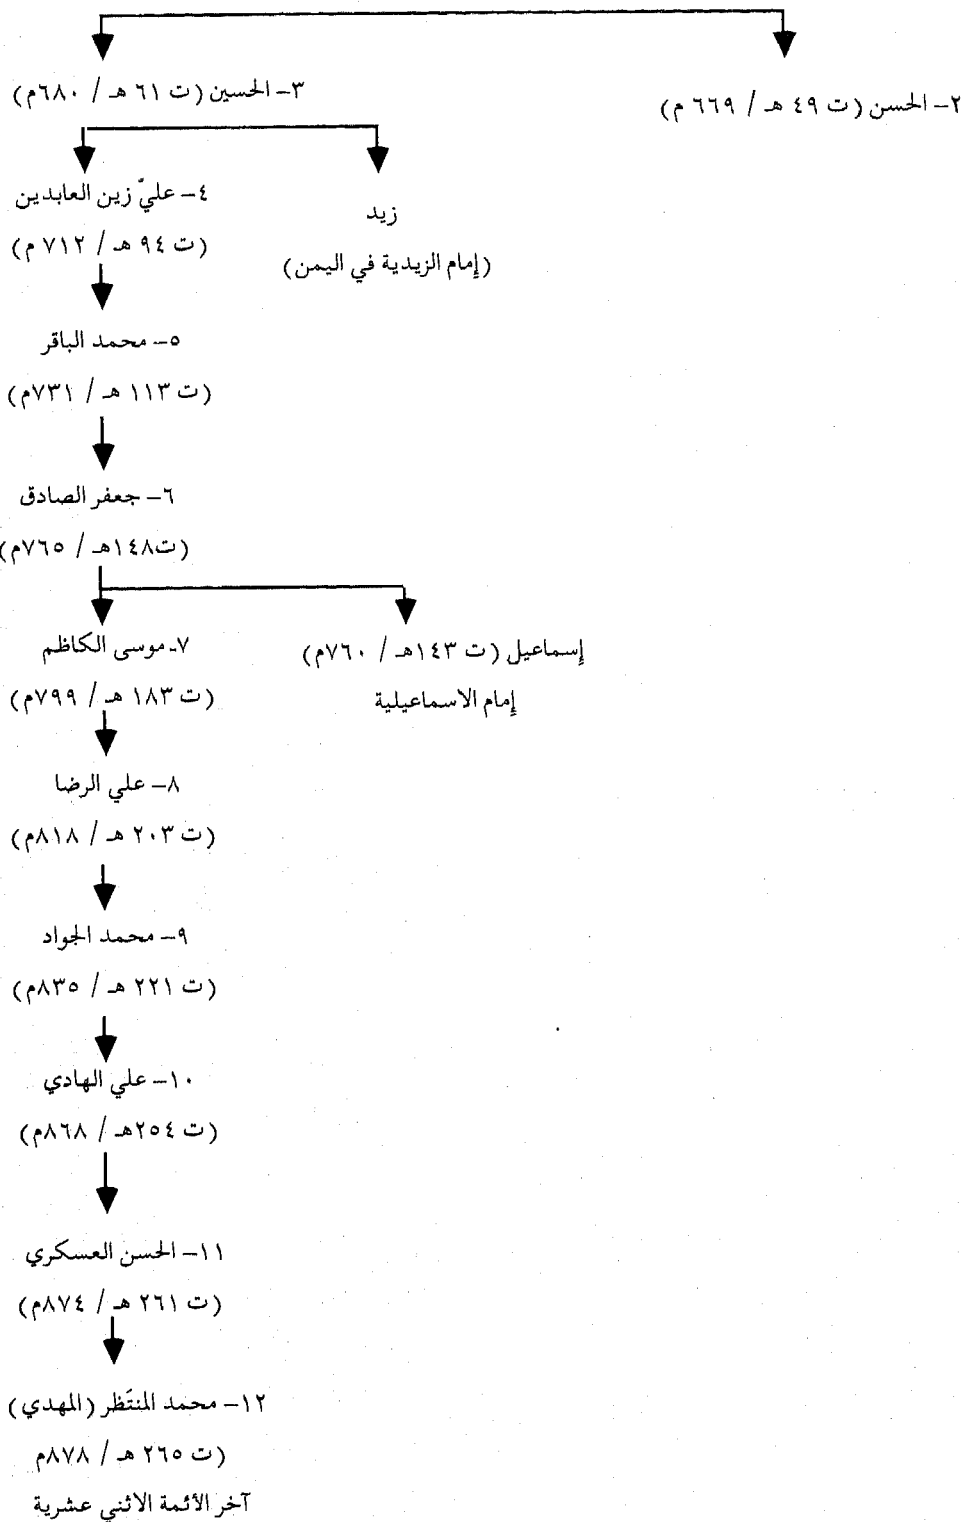 ٢– الحسن (ت ٤٩ هـ / ٦٦٩ م)
٣– الحسين (ت ٦١ هـ / ٦٨٠م)
زيد
(إمام الزيدية في اليمن)
٤– عليّ زين العابدين
(ت ٩٤ هـ / ٧١٢ م)
٥– محمد الباقر
(ت ١١٣ هـ / ٧٣١م)
٦– جعفر الصادق
(ت١٤٨هـ / ٧٦٥م)
إسماعيل (ت ١٤٣هـ / ٧٦٠م)
إمام الاسماعيلية
٧ـ موسى الكاظم
(ت ١٨٣ هـ / ٧٩٩م)
٨– علي الرضا
(ت ٢٠٣ هـ / ٨١٨م)
٩– محمد الجواد
(ت ٢٢١ هـ / ٨٣٥م)
١٠– علي الهادي
(ت ٢٥٤هـ / ٨٦٨م)
١١– الحسن العسكري
(ت ٢٦١ هـ / ٨٧٤م)
١٢– محمد المنتَظر (المهدي)
(ت ٢٦٥ هـ / ٨٧٨م
آخر الأئمة الاثني عشرية